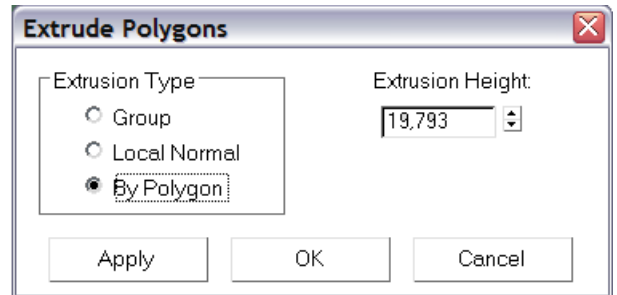 Extrude Polygons
Extrusion Type
Extrusion Height:
Group
19,793
Local Normal
By Polygon
Apply
OK
Cancel